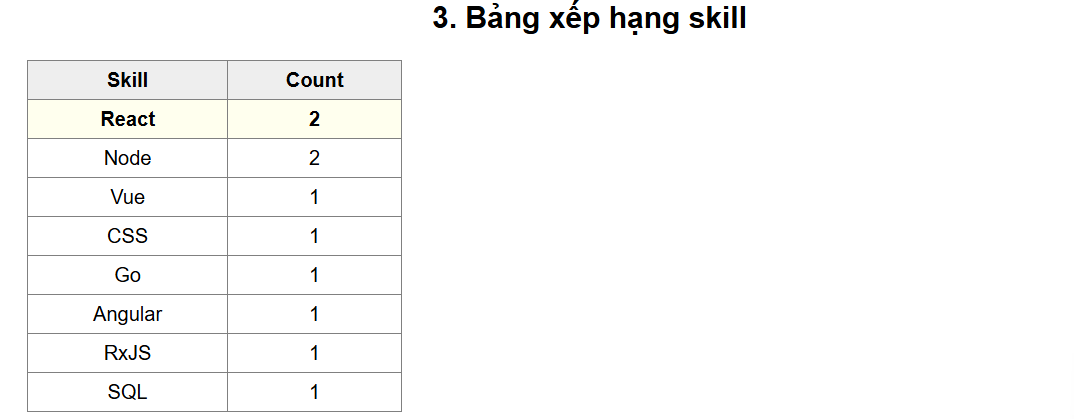 3. Bảng xếp hạng skill
Skill Count
React 2
Node 2
Vue 1
CSS 1
Go 1
Angular 1
RxJS 1
SQL 1